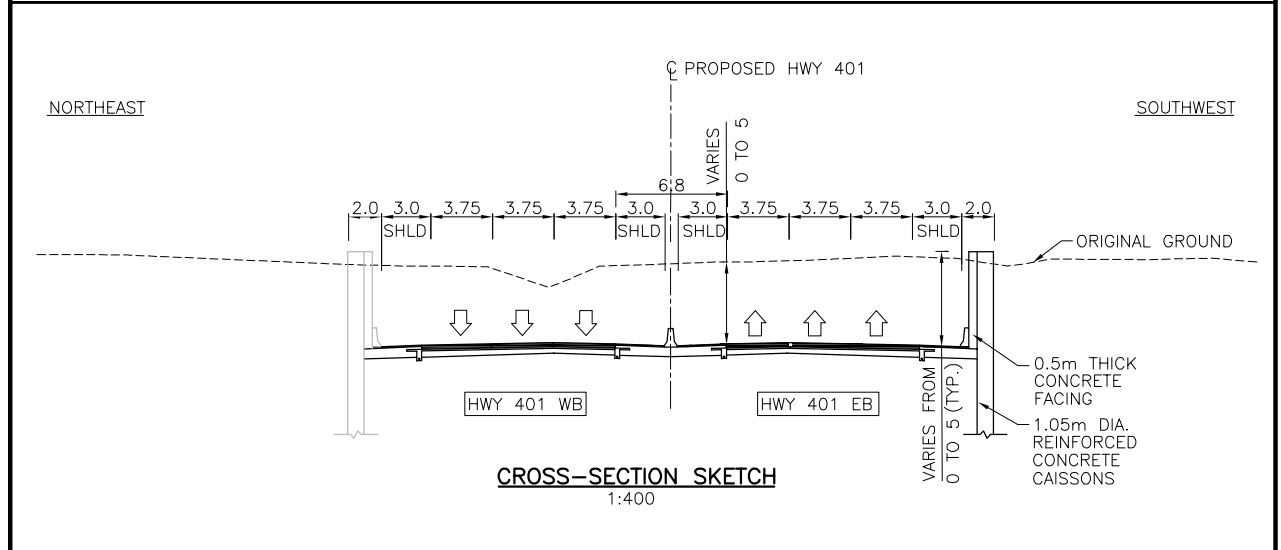 ℄ PROPOSED HWY 401
NORTHEAST
SOUTHWEST
VARIES
0 TO 5
6.8
2.0 3.0 3.75 3.75 3.75 3.0 3.0 3.75 3.75 3.75 3.0 2.0
SHLD SHLD SHLD SHLD
ORIGINAL GROUND
0.5m THICK
CONCRETE
FACING
HWY 401 WB
HWY 401 EB
VARIES FROM
0 TO 5 (TYP.)
1.05m DIA.
REINFORCED
CONCRETE
CAISSONS
CROSS-SECTION SKETCH
1:400